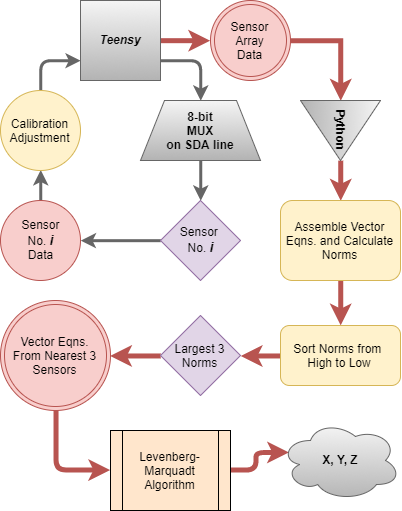 Teensy
Sensor
Array
Data
Calibration
Adjustment
8-bit
MUX
on SDA line
Python
Sensor
No. i
Data
Sensor
No. i
Assemble Vector
Eqns. and Calculate
Norms
Vector Eqns.
From Nearest 3
Sensors
Largest 3
Norms
Sort Norms from
High to Low
Levenberg-
Marquadt
Algorithm
X, Y, Z